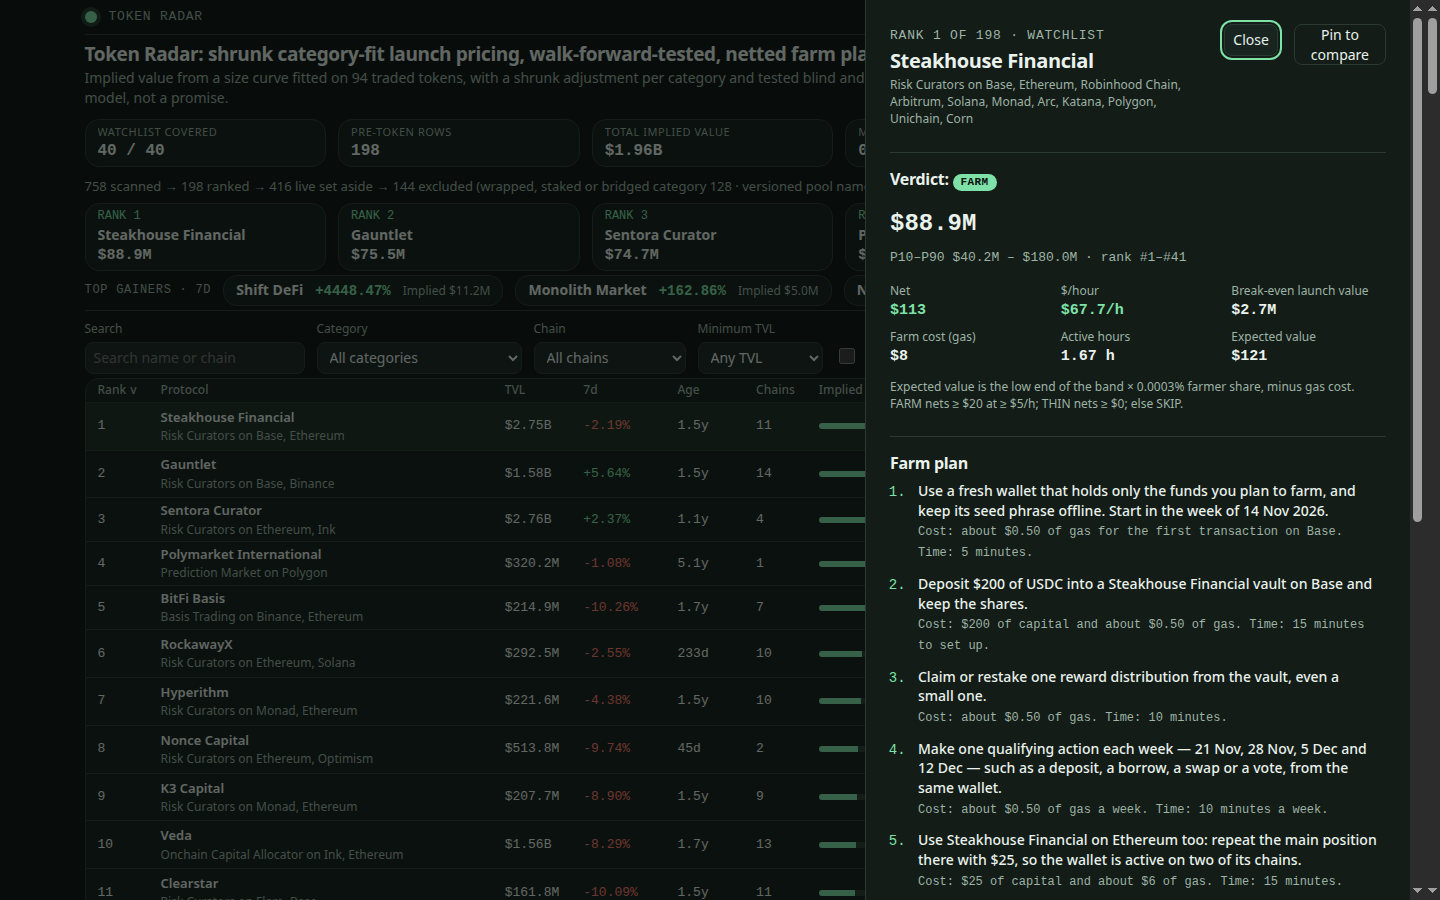 TOKEN RADAR
Token Radar: shrunk category-fit launch pricing, walk-forward-tested, netted farm pla
Implied value from a size curve fitted on 94 traded tokens, with a shrunk adjustment per category and tested blind and
model, not a promise.
WATCHLIST COVERED
40 / 40
PRE-TOKEN ROWS
198
TOTAL IMPLIED VALUE
$1.96B
758 scanned → 198 ranked → 416 live set aside → 144 excluded (wrapped, staked or bridged category 128 · versioned pool nam
RANK 1
Steakhouse Financial
$88.9M
RANK 2
Gauntlet
$75.5M
RANK 3
Sentora Curator
$74.7M
TOP GAINERS · 7D
Shift DeFi +4448.47% Implied $11.2M
Monolith Market +162.86% Implied $5.0M
Search
Category
Chain
Minimum TVL
Search name or chain
All categories
All chains
Any TVL
Rank v Protocol TVL 7d Age Chains Implied
1 Steakhouse Financial $2.75B -2.19% 1.5y 11
Risk Curators on Base, Ethereum
2 Gauntlet $1.58B +5.64% 1.5y 14
Risk Curators on Base, Binance
3 Sentora Curator $2.76B +2.37% 1.1y 4
Risk Curators on Ethereum, Ink
4 Polymarket International $320.2M -1.08% 5.1y 1
Prediction Market on Polygon
5 BitFi Basis $214.9M -10.26% 1.7y 7
Basis Trading on Binance, Ethereum
6 RockawayX $292.5M -2.55% 233d 10
Risk Curators on Ethereum, Solana
7 Hyperithm $221.6M -4.38% 1.5y 10
Risk Curators on Monad, Ethereum
8 Nonce Capital $513.8M -9.74% 45d 2
Risk Curators on Ethereum, Optimism
9 K3 Capital $207.7M -8.90% 1.5y 9
Risk Curators on Monad, Ethereum
10 Veda $1.56B -8.29% 1.7y 13
Onchain Capital Allocator on Ink, Ethereum
11 Clearstar $161.8M -10.09% 1.5y 11
RANK 1 OF 198 · WATCHLIST
Steakhouse Financial
Risk Curators on Base, Ethereum, Robinhood Chain,
Arbitrum, Solana, Monad, Arc, Katana, Polygon,
Unichain, Corn
Close
Pin to
compare
Verdict: FARM
$88.9M
P10–P90 $40.2M – $180.0M · rank #1–#41
Net
$113
$/hour
$67.7/h
Break-even launch value
$2.7M
Farm cost (gas)
$8
Active hours
1.67 h
Expected value
$121
Expected value is the low end of the band × 0.0003% farmer share, minus gas cost.
FARM nets ≥ $20 at ≥ $5/h; THIN nets ≥ $0; else SKIP.
Farm plan
1. Use a fresh wallet that holds only the funds you plan to farm, and
keep its seed phrase offline. Start in the week of 14 Nov 2026.
Cost: about $0.50 of gas for the first transaction on Base.
Time: 5 minutes.
2. Deposit $200 of USDC into a Steakhouse Financial vault on Base and
keep the shares.
Cost: $200 of capital and about $0.50 of gas. Time: 15 minutes
to set up.
3. Claim or restake one reward distribution from the vault, even a
small one.
Cost: about $0.50 of gas. Time: 10 minutes.
4. Make one qualifying action each week — 21 Nov, 28 Nov, 5 Dec and
12 Dec — such as a deposit, a borrow, a swap or a vote, from the
same wallet.
Cost: about $0.50 of gas a week. Time: 10 minutes a week.
5. Use Steakhouse Financial on Ethereum too: repeat the main position
there with $25, so the wallet is active on two of its chains.
Cost: $25 of capital and about $6 of gas. Time: 15 minutes.